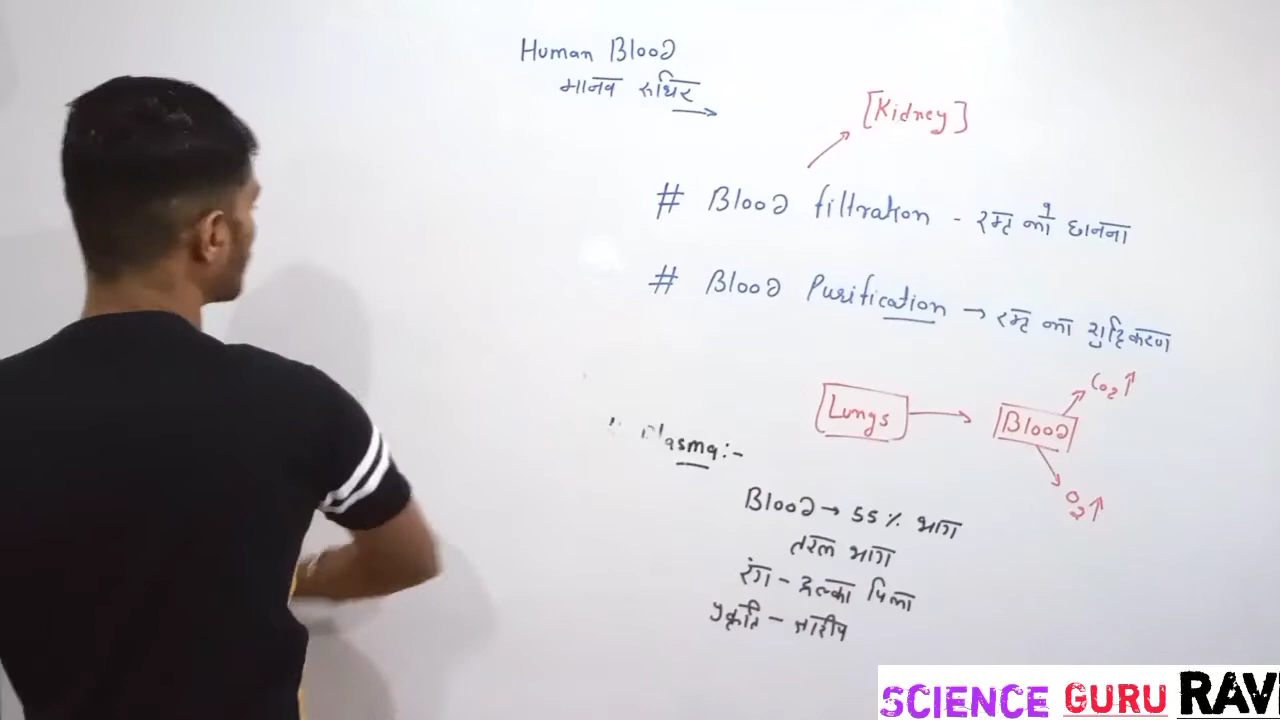 Human Blood
मानव रूधिर
[Kidney]
# Blood filtration - रक्त को छानना
# Blood Purification → रक्त का शुद्दिकरण
Lungs → Blood
CO2↑
O2↑
Plasma:-
Blood → 55% भाग
तरल भाग
रंग - हल्का पिला
प्रकृति - क्षारीय
SCIENCE GURU RAVI